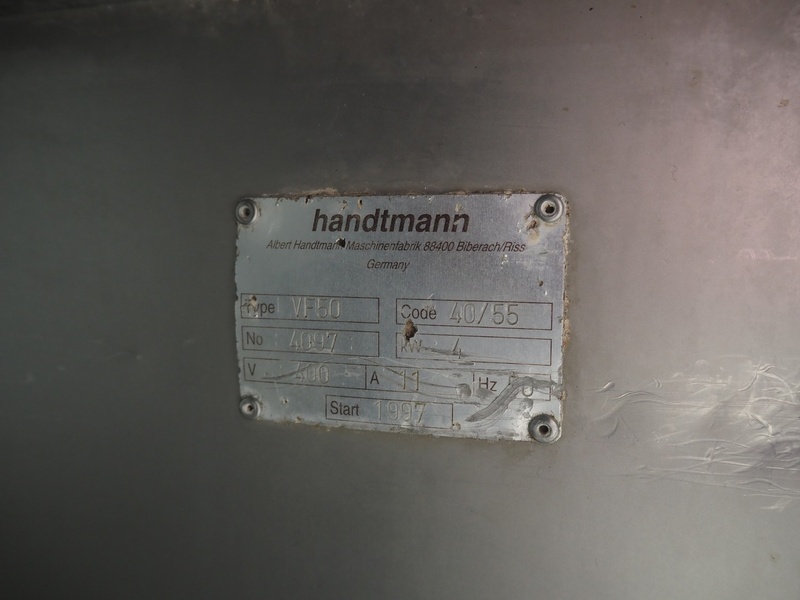 handtmann
Albert Handtmann Maschinenfabrik 88400 Biberach/Riss
Germany
Type VF50 Code 40/55
No 4097 kW 4
V 400 A 11 Hz
Start 1997